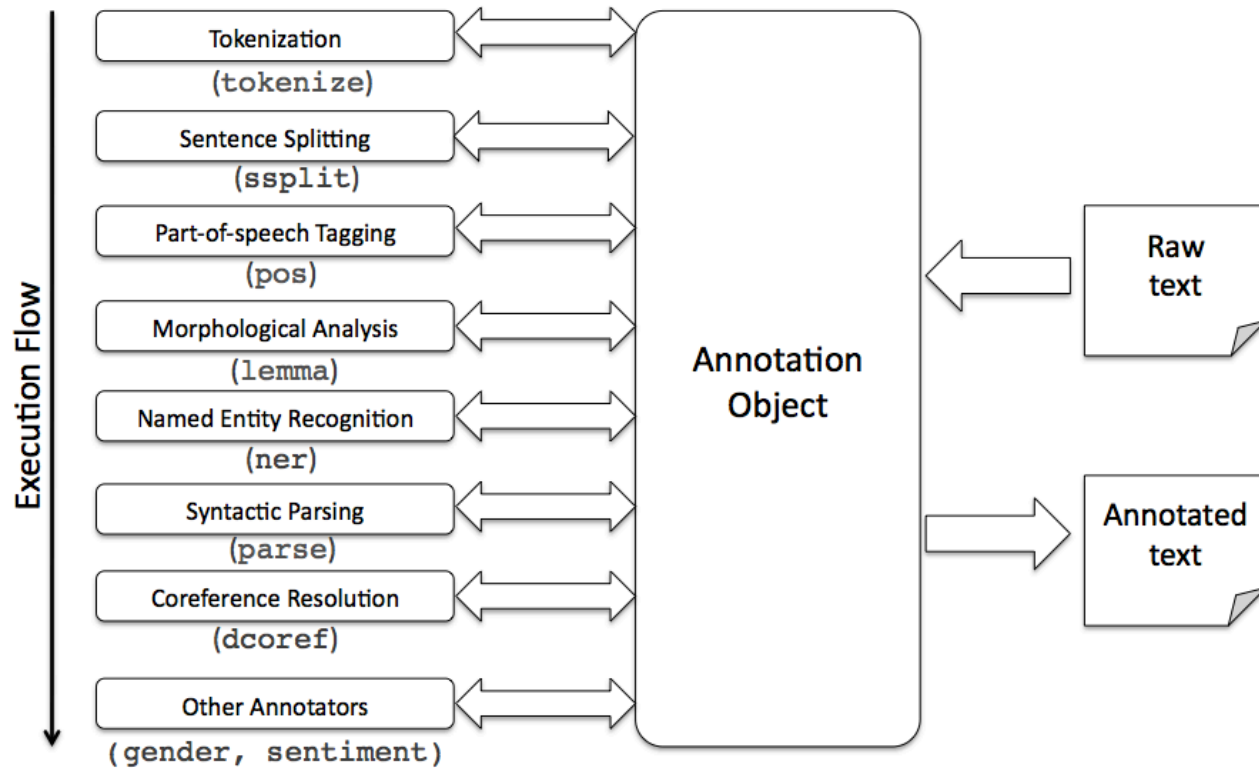 Execution Flow
Tokenization
(tokenize)
Sentence Splitting
(ssplit)
Part-of-speech Tagging
(pos)
Morphological Analysis
(lemma)
Named Entity Recognition
(ner)
Syntactic Parsing
(parse)
Coreference Resolution
(dcoref)
Other Annotators
(gender, sentiment)
Annotation
Object
Raw
text
Annotated
text